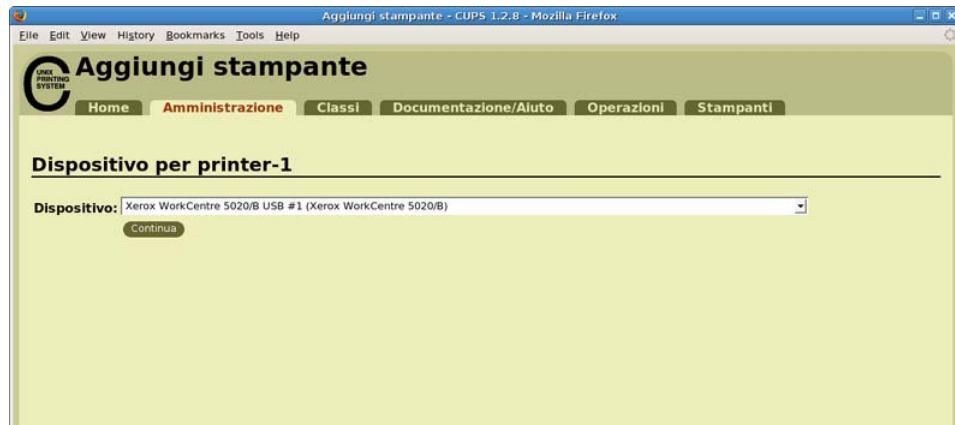 Aggiungi stampante - CUPS 1.2.8 - Mozilla Firefox
File Edit View History Bookmarks Tools Help
UNIX
PRINTING
SYSTEM
Aggiungi stampante
Home Amministrazione Classi Documentazione/Aiuto Operazioni Stampanti
Dispositivo per printer-1
Dispositivo: Xerox WorkCentre 5020/B USB #1 (Xerox WorkCentre 5020/B)
Continua